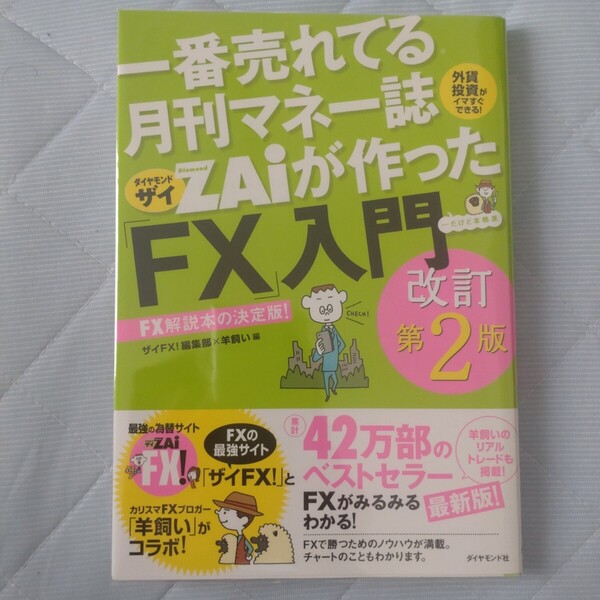 一番売れてる
月刊マネー誌
外貨
投資が
イマすぐ
できる!
ダイヤモンド
ザイ
Diamond
ZAiが作った
「FX」入門
…だけど本格派
改訂
第2版
CHECK!
FX解説本の決定版!
ザイFX!編集部×羊飼い 編
最強の為替サイト
ザイ
ZAi
FX!
FXの
最強サイト
「ザイFX!」と
カリスマFXブロガー
「羊飼い」が
コラボ!
累計
42万部の
ベストセラー
FXがみるみる
わかる!
羊飼いの
リアル
トレードも
掲載!
最新版!
FXで勝つためのノウハウが満載。
チャートのこともわかります。
ダイヤモンド社